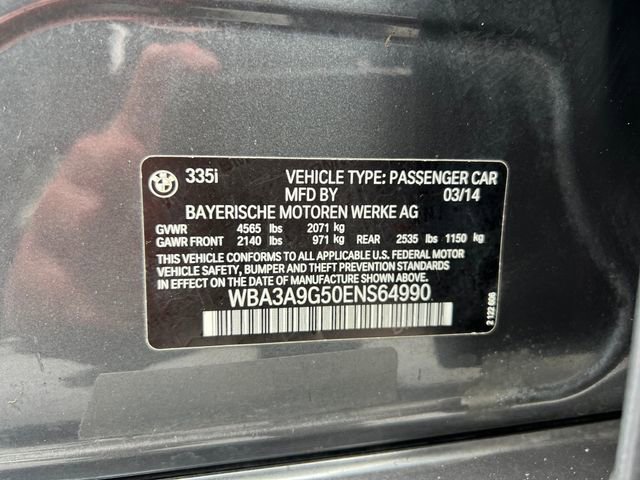 335i VEHICLE TYPE: PASSENGER CAR
MFD BY 03/14
BAYERISCHE MOTOREN WERKE AG
GVWR 4565 lbs 2071 kg
GAWR FRONT 2140 lbs 971 kg REAR 2535 lbs 1150 kg
THIS VEHICLE CONFORMS TO ALL APPLICABLE FEDERAL MOTOR
VEHICLE SAFETY, BUMPER AND THEFT PREVENTION STANDARDS
IN EFFECT ON THE DATE OF MANUFACTURE SHOWN ABOVE.
WBA3A9G50ENS64990